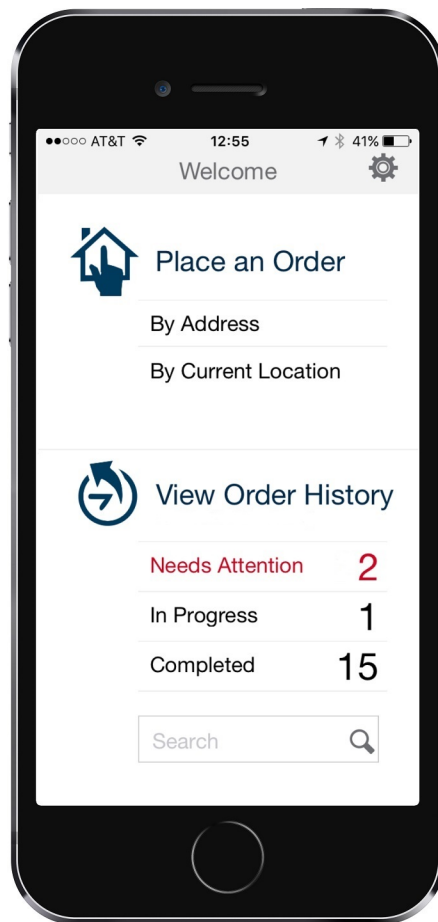 AT&T 12:55 41%
Welcome
Place an Order
By Address
By Current Location
View Order History
Needs Attention 2
In Progress 1
Completed 15
Search